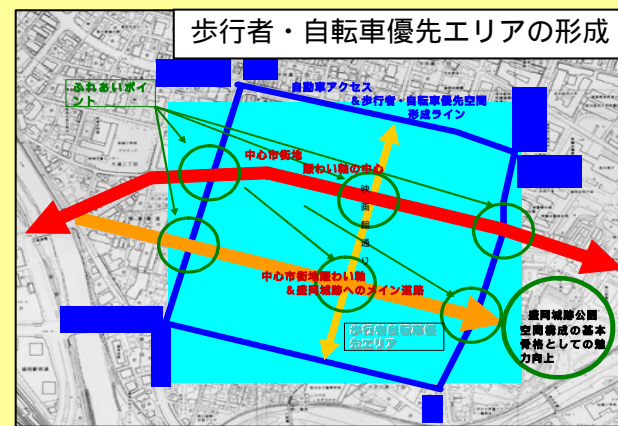 歩行者・自転車優先エリアの形成
ふれあいポイ
ント
自動車アクセス
&歩行者・自転車優先空間
形成ライン
中心市街地
賑わい軸の中心
映画館通り
中心市街地賑わい軸
&盛岡城跡へのメイン道路
歩行者自転車優
先エリア
盛岡城跡公園
空間構成の基本
骨格としての魅
力向上